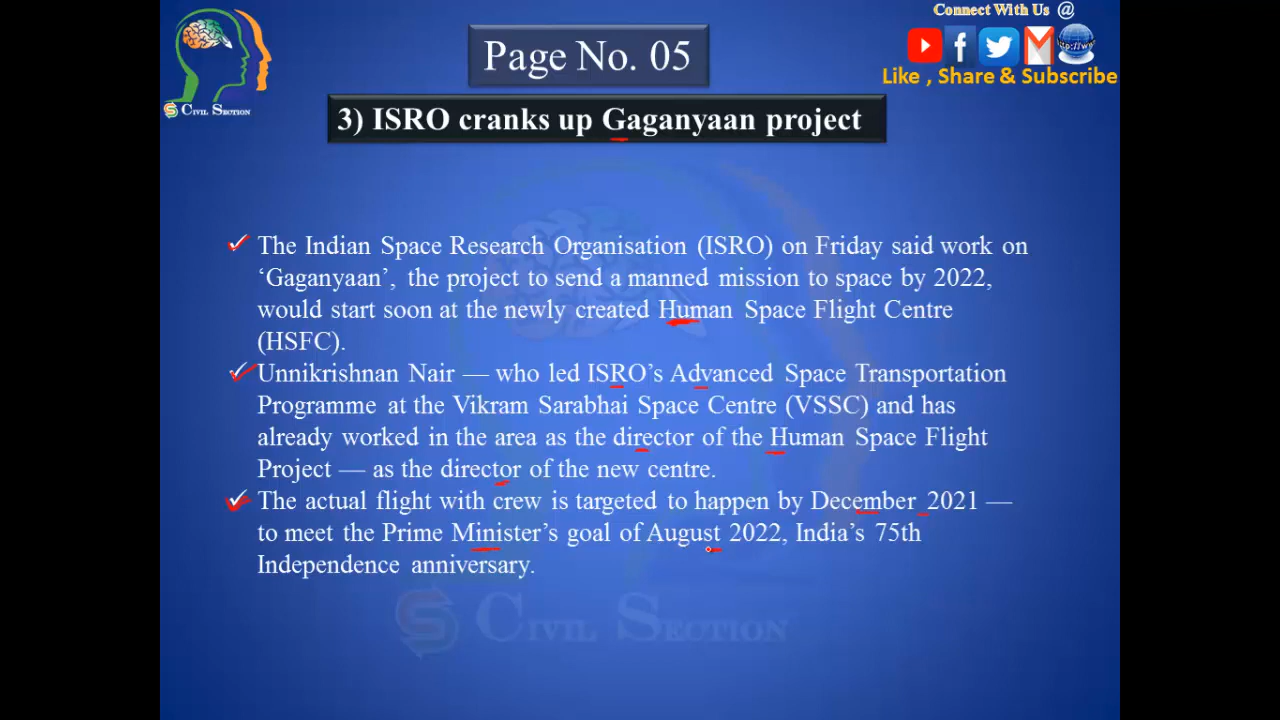 Connect With Us @
Page No. 05
http://www
Like , Share & Subscribe
CIVIL SECTION
3) ISRO cranks up Gaganyaan project
The Indian Space Research Organisation (ISRO) on Friday said work on
‘Gaganyaan’, the project to send a manned mission to space by 2022,
would start soon at the newly created Human Space Flight Centre
(HSFC).
Unnikrishnan Nair — who led ISRO’s Advanced Space Transportation
Programme at the Vikram Sarabhai Space Centre (VSSC) and has
already worked in the area as the director of the Human Space Flight
Project — as the director of the new centre.
The actual flight with crew is targeted to happen by December 2021 —
to meet the Prime Minister’s goal of August 2022, India’s 75th
Independence anniversary.
CIVIL SECTION